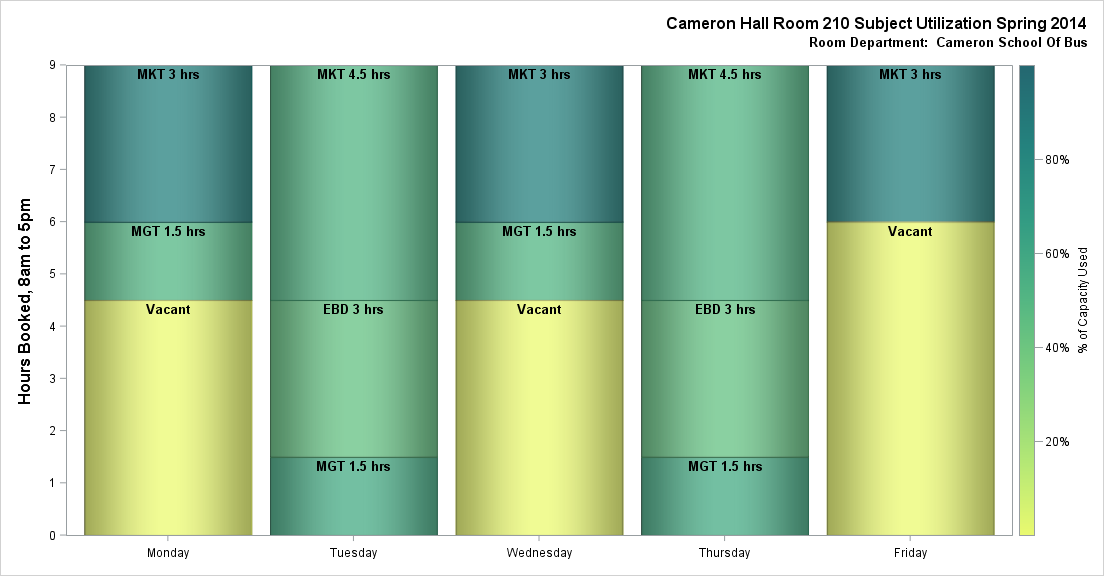 Cameron Hall Room 210 Subject Utilization Spring 2014
Room Department:  Cameron School Of Bus
Hours Booked, 8am to 5pm
9
8
7
6
5
4
3
2
1
0
MKT 3 hrs
MGT 1.5 hrs
Vacant
MKT 4.5 hrs
EBD 3 hrs
MGT 1.5 hrs
MKT 3 hrs
MGT 1.5 hrs
Vacant
MKT 4.5 hrs
EBD 3 hrs
MGT 1.5 hrs
MKT 3 hrs
Vacant
Monday
Tuesday
Wednesday
Thursday
Friday
80%
60%
40%
20%
% of Capacity Used